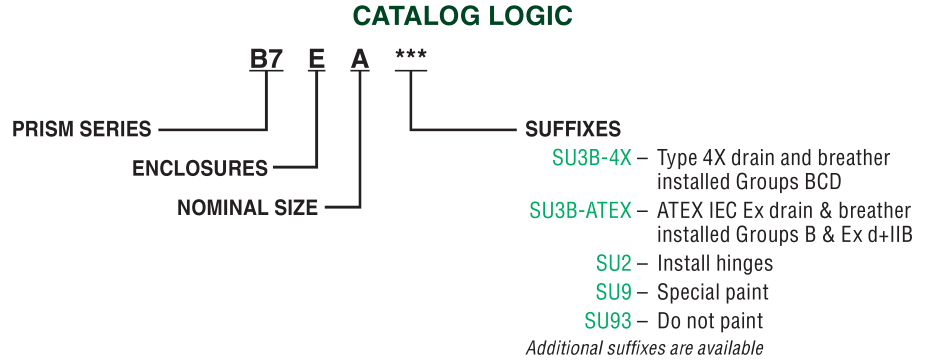 CATALOG LOGIC
B7 E A ***
PRISM SERIES
ENCLOSURES
NOMINAL SIZE
SUFFIXES
SU3B-4X – Type 4X drain and breather
installed Groups BCD
SU3B-ATEX – ATEX IEC Ex drain & breather
installed Groups B & Ex d+IIB
SU2 – Install hinges
SU9 – Special paint
SU93 – Do not paint
Additional suffixes are available